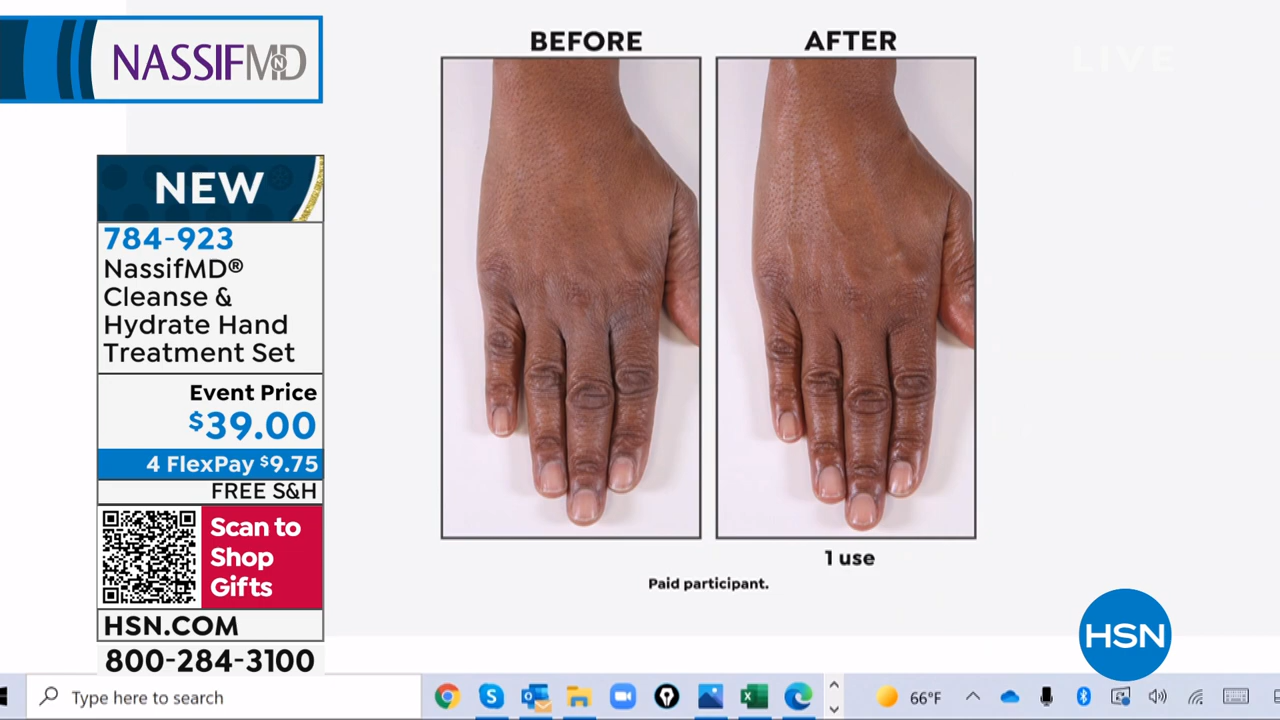 NASSIFMD
BEFORE
AFTER
LIVE
NEW
784-923
NassifMD®
Cleanse &
Hydrate Hand
Treatment Set
Event Price
$39.00
4 FlexPay $9.75
FREE S&H
Scan to
Shop
Gifts
HSN.COM
800-284-3100
1 use
Paid participant.
HSN
Type here to search
66°F